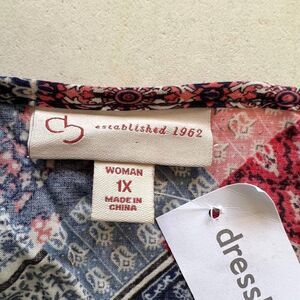 established 1962
WOMAN
1X
MADE IN
CHINA
dress